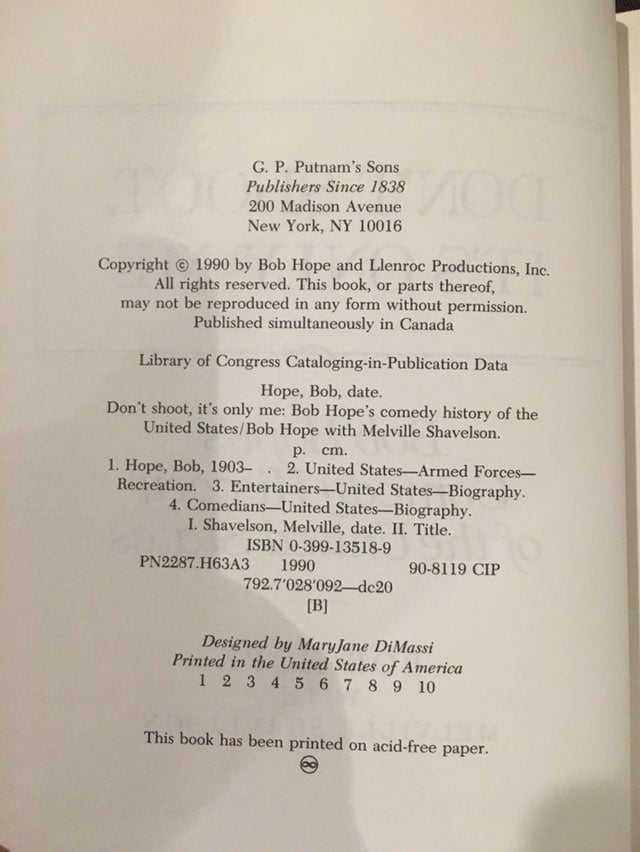 G. P. Putnam's Sons
Publishers Since 1838
200 Madison Avenue
New York, NY 10016
Copyright © 1990 by Bob Hope and Llenroc Productions, Inc.
All rights reserved. This book, or parts thereof,
may not be reproduced in any form without permission.
Published simultaneously in Canada
Library of Congress Cataloging-in-Publication Data
Hope, Bob, date.
Don't shoot, it's only me: Bob Hope's comedy history of the
United States/Bob Hope with Melville Shavelson.
p. cm.
1. Hope, Bob, 1903– . 2. United States—Armed Forces—
Recreation. 3. Entertainers—United States—Biography.
4. Comedians—United States—Biography.
I. Shavelson, Melville, date. II. Title.
ISBN 0-399-13518-9
PN2287.H63A3 1990 90-8119 CIP
792.7'028'092—dc20
[B]
Designed by MaryJane DiMassi
Printed in the United States of America
1 2 3 4 5 6 7 8 9 10
This book has been printed on acid-free paper.